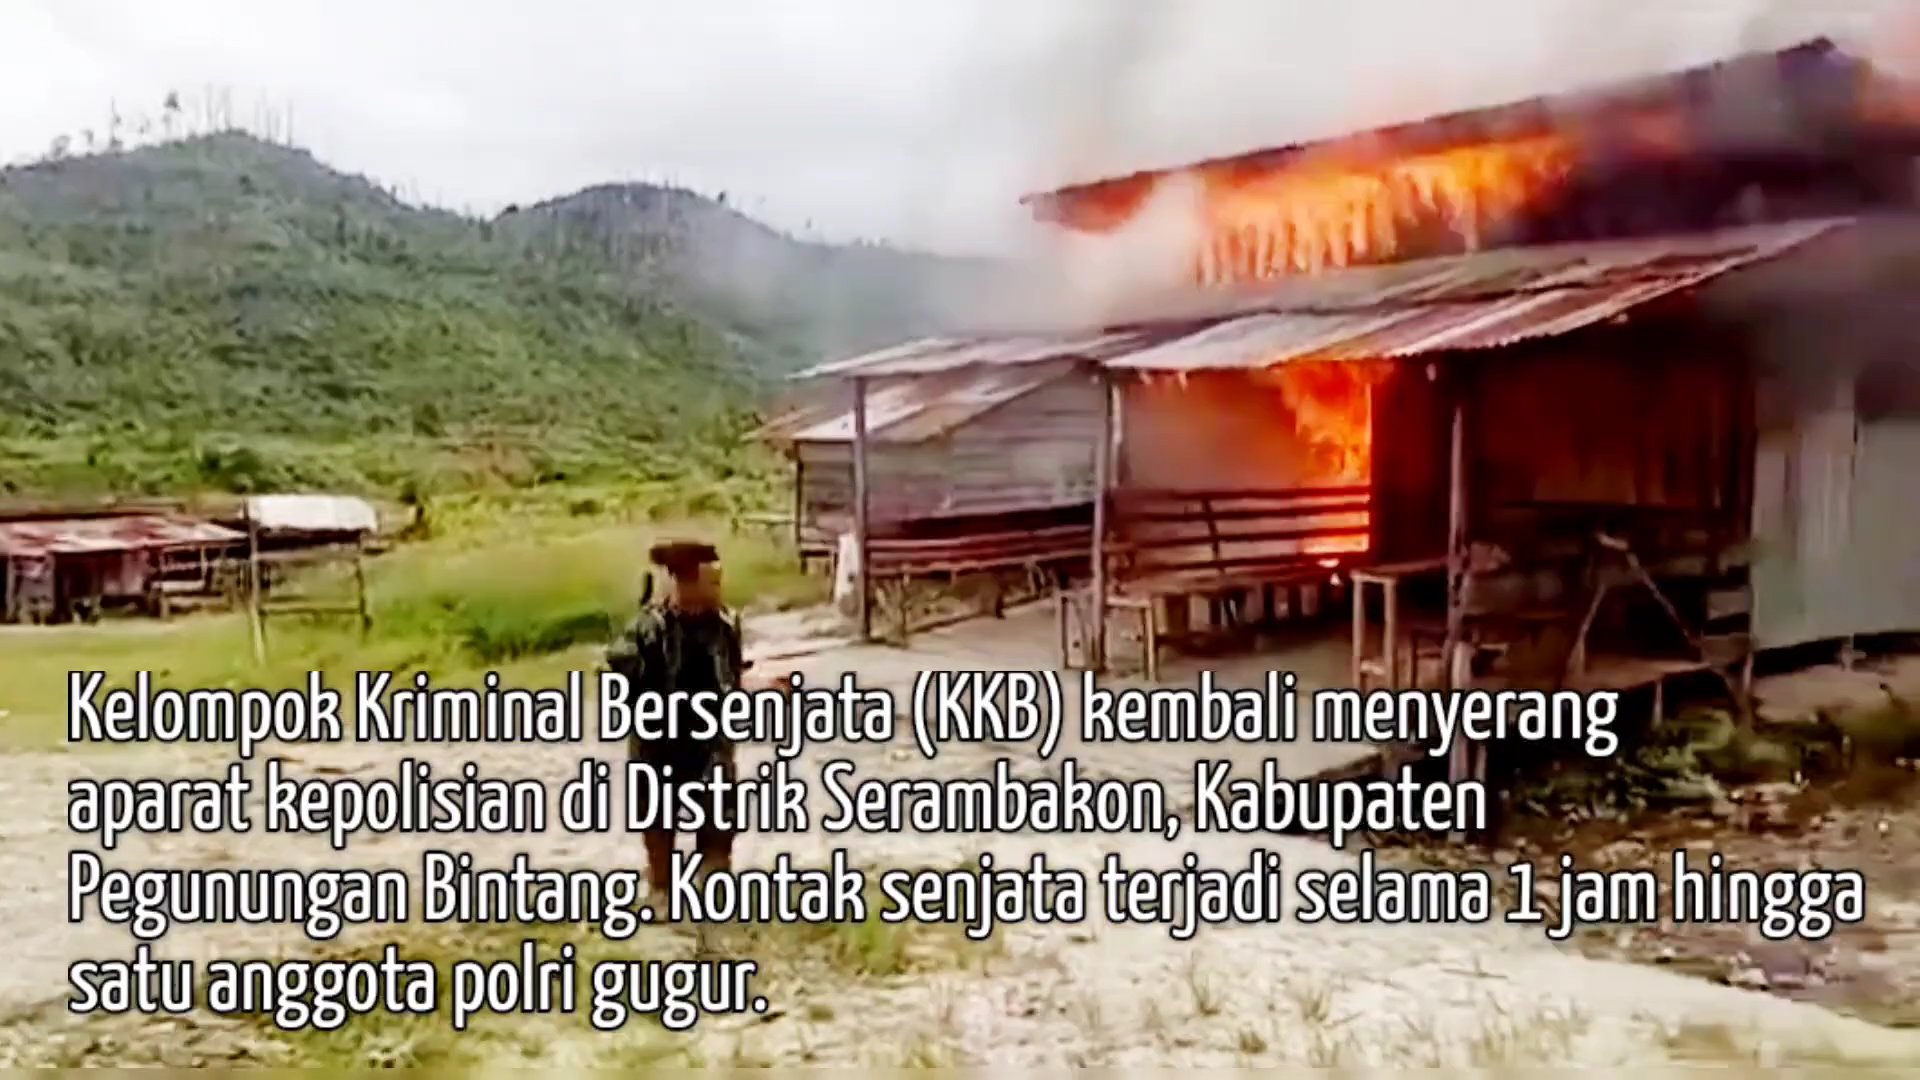 Kelompok Kriminal Bersenjata (KKB) kembali menyerang
aparat kepolisian di Distrik Serambakon, Kabupaten
Pegunungan Bintang. Kontak senjata terjadi selama 1 jam hingga
satu anggota polri gugur.